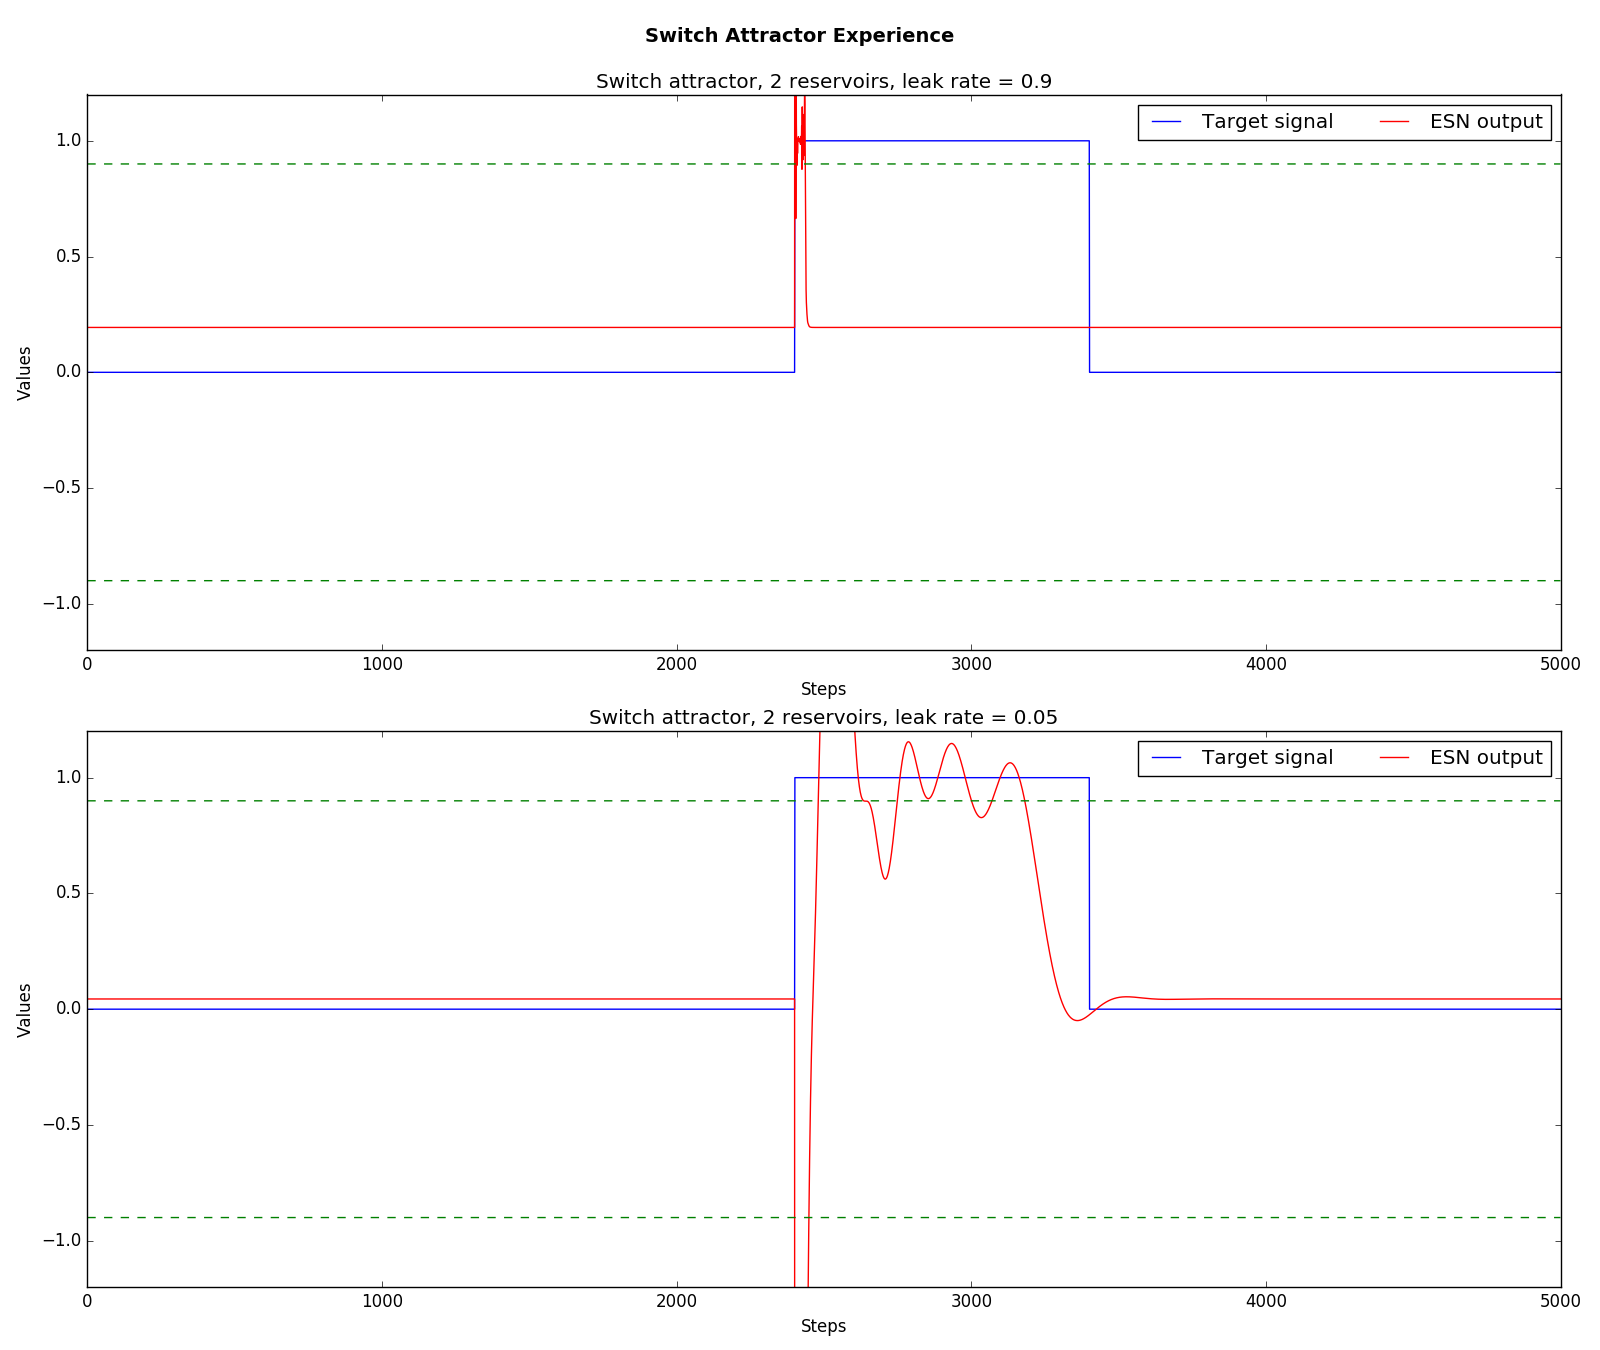 Switch Attractor Experience
Switch attractor, 2 reservoirs, leak rate = 0.9
Target signal ESN output
1.0
0.5
0.0
−0.5
−1.0
Values
0 1000 2000 3000 4000 5000
Steps
Switch attractor, 2 reservoirs, leak rate = 0.05
Target signal ESN output
1.0
0.5
0.0
−0.5
−1.0
Values
0 1000 2000 3000 4000 5000
Steps